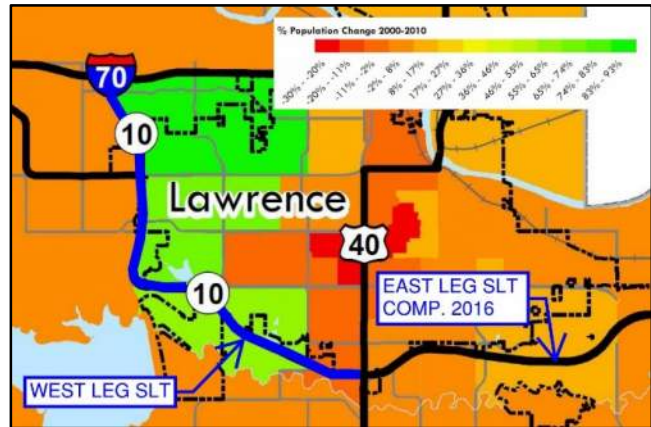 % Population Change 2000-2010
-30% - -20%
-20% - -11%
-11% - -2%
-2% - 8%
8% - 17%
17% - 27%
27% - 36%
36% - 46%
46% - 55%
55% - 65%
65% - 74%
74% - 83%
83% - 93%
70
10
Lawrence
40
10
EAST LEG SLT
COMP. 2016
WEST LEG SLT